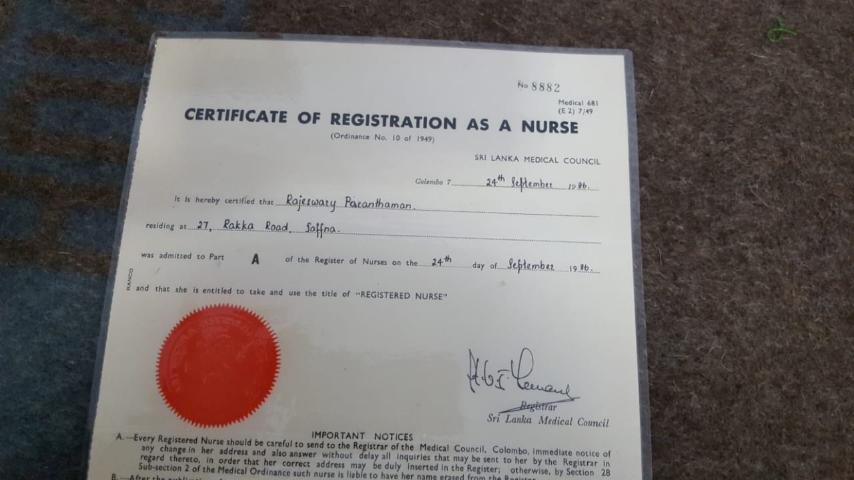 No 8882
Medical 681
(E 2) 7/49
CERTIFICATE OF REGISTRATION AS A NURSE
(Ordinance No. 10 of 1949)
SRI LANKA MEDICAL COUNCIL
Colombo 7 24th September 1986.
It is hereby certified that Rajeswary Paranthaman.
residing at 27, Rakka Road, Jaffna.
was admitted to Part A of the Register of Nurses on the 24th day of September 1986.
and that she is entitled to take and use the title of "REGISTERED NURSE"
Registrar
Sri Lanka Medical Council
IMPORTANT NOTICES
A.—Every Registered Nurse should be careful to send to the Registrar of the Medical Council, Colombo, immediate notice of
any change in her address and also answer without delay all inquiries that may be sent to her by the Registrar in
regard thereto, in order that her correct address may be duly inserted in the Register; otherwise, by Section 28
Sub-section 2 of the Medical Ordinance such nurse is liable to have her name erased from the Register.